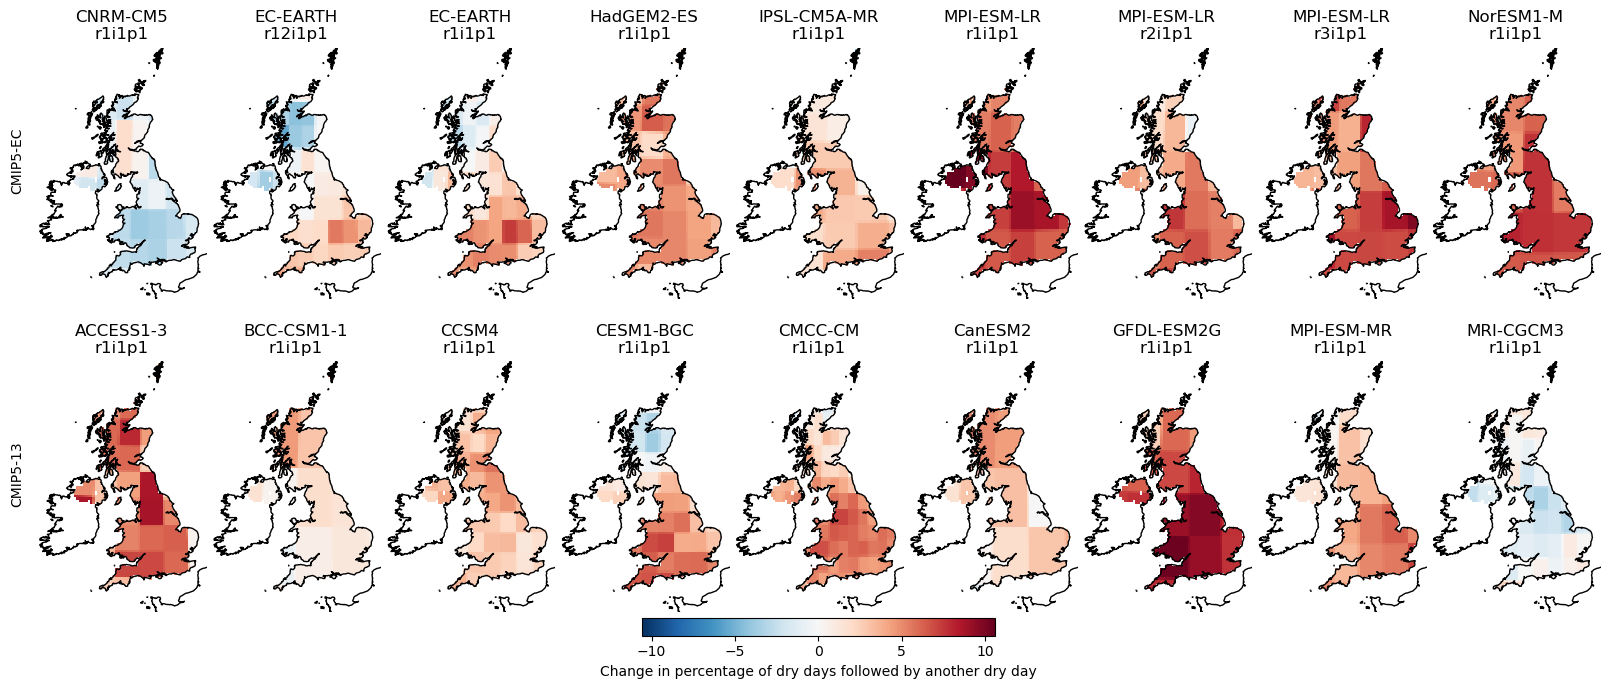 CNRM-CM5
r1i1p1
EC-EARTH
r12i1p1
EC-EARTH
r1i1p1
HadGEM2-ES
r1i1p1
IPSL-CM5A-MR
r1i1p1
MPI-ESM-LR
r1i1p1
MPI-ESM-LR
r2i1p1
MPI-ESM-LR
r3i1p1
NorESM1-M
r1i1p1
CMIP5-EC
ACCESS1-3
r1i1p1
BCC-CSM1-1
r1i1p1
CCSM4
r1i1p1
CESM1-BGC
r1i1p1
CMCC-CM
r1i1p1
CanESM2
r1i1p1
GFDL-ESM2G
r1i1p1
MPI-ESM-MR
r1i1p1
MRI-CGCM3
r1i1p1
CMIP5-13
−10 −5 0 5 10
Change in percentage of dry days followed by another dry day